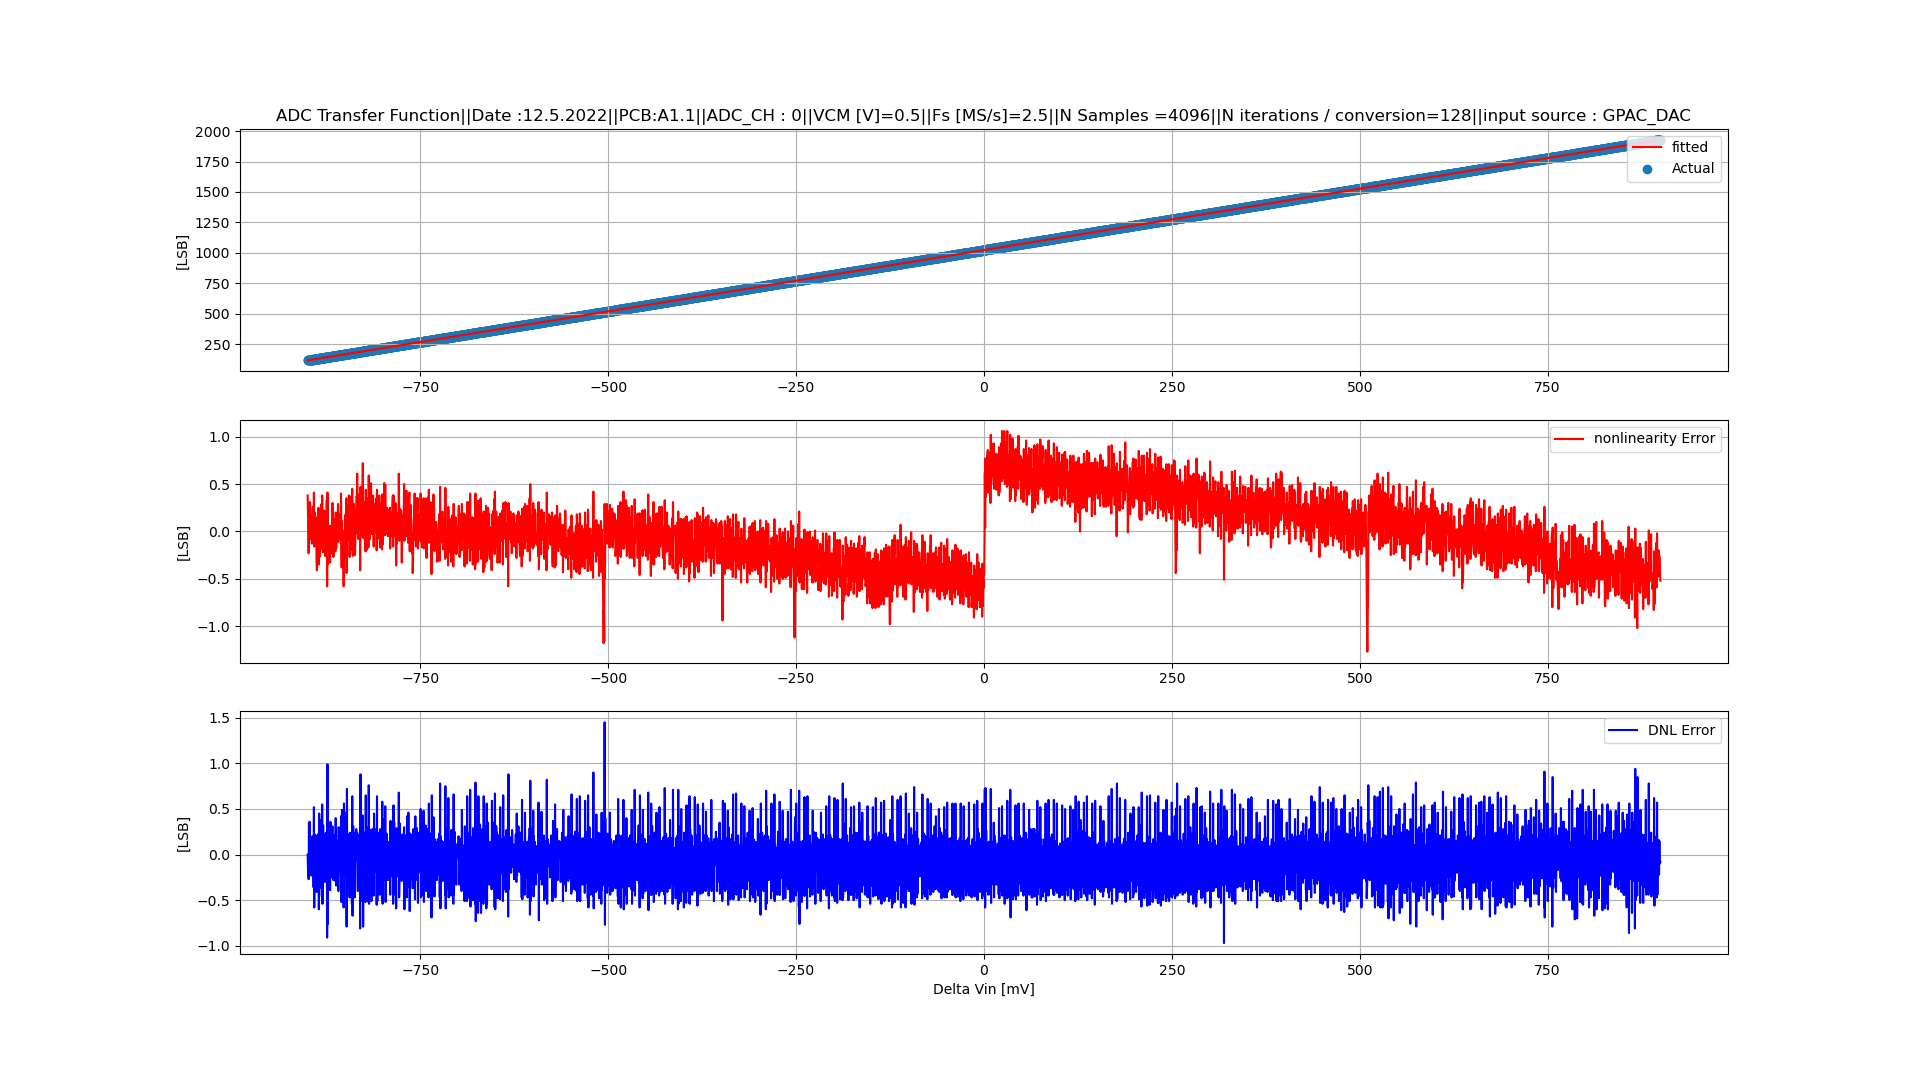 ADC Transfer Function||Date :12.5.2022||PCB:A1.1||ADC_CH : 0||VCM [V]=0.5||Fs [MS/s]=2.5||N Samples =4096||N iterations / conversion=128||input source : GPAC_DAC
2000
1750
1500
1250
1000
750
500
250
[LSB]
fitted
Actual
−750 −500 −250 0 250 500 750
1.0
0.5
0.0
−0.5
−1.0
[LSB]
nonlinearity Error
−750 −500 −250 0 250 500 750
1.5
1.0
0.5
0.0
−0.5
−1.0
[LSB]
DNL Error
−750 −500 −250 0 250 500 750
Delta Vin [mV]